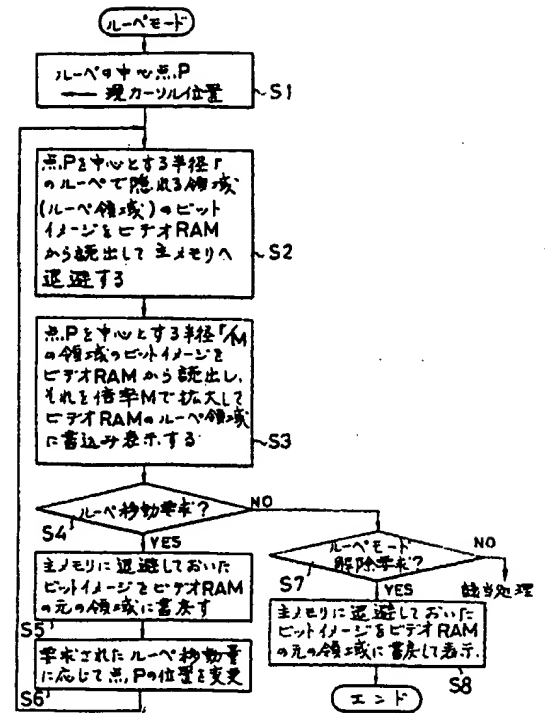 ルーペモード
ルーペの中心点P
← 現カーソル位置
S1
点Pを中心とする半径r
のルーペで隠れる領域
(ルーペ領域)のビット
イメージをビデオRAM
から読出して主メモリへ
退避する
S2
点Pを中心とする半径r/M
の領域のビットイメージを
ビデオRAMから読出し、
それを倍率Mで拡大して
ビデオRAMのルーペ領域
に書込み表示する
S3
ルーペ移動要求?
NO
S4
YES
主メモリに退避しておいた
ビットイメージをビデオRAM
の元の領域に書戻す
S5
要求されたルーペ移動量
に応じて点Pの位置を変更
S6
ルーペモード
解除要求?
NO
S7
YES
該当処理
主メモリに退避しておいた
ビットイメージをビデオRAM
の元の領域に書戻して表示
S8
エンド